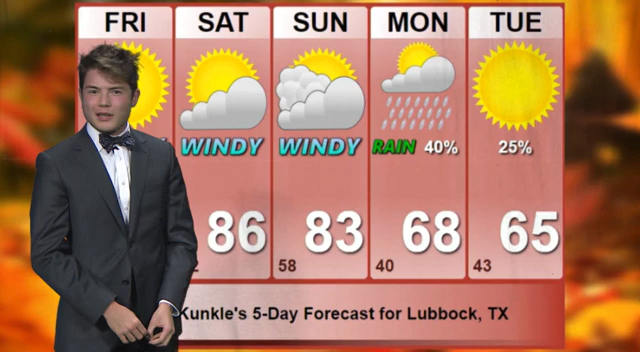 FRI SAT SUN MON TUE
WINDY WINDY RAIN 40% 25%
86 83 68 65
58 40 43
Kunkle's 5-Day Forecast for Lubbock, TX